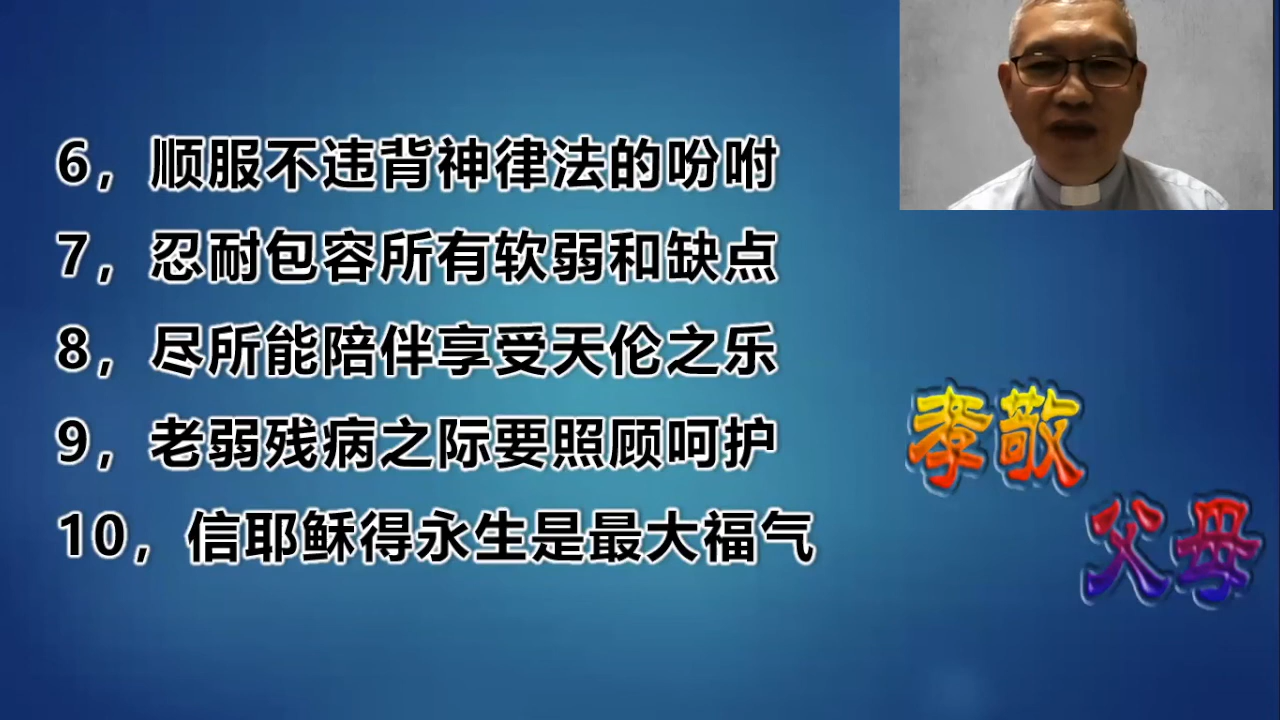 6，顺服不违背神律法的吩咐
7，忍耐包容所有软弱和缺点
8，尽所能陪伴享受天伦之乐
9，老弱残病之际要照顾呵护
10，信耶稣得永生是最大福气
孝敬
父母